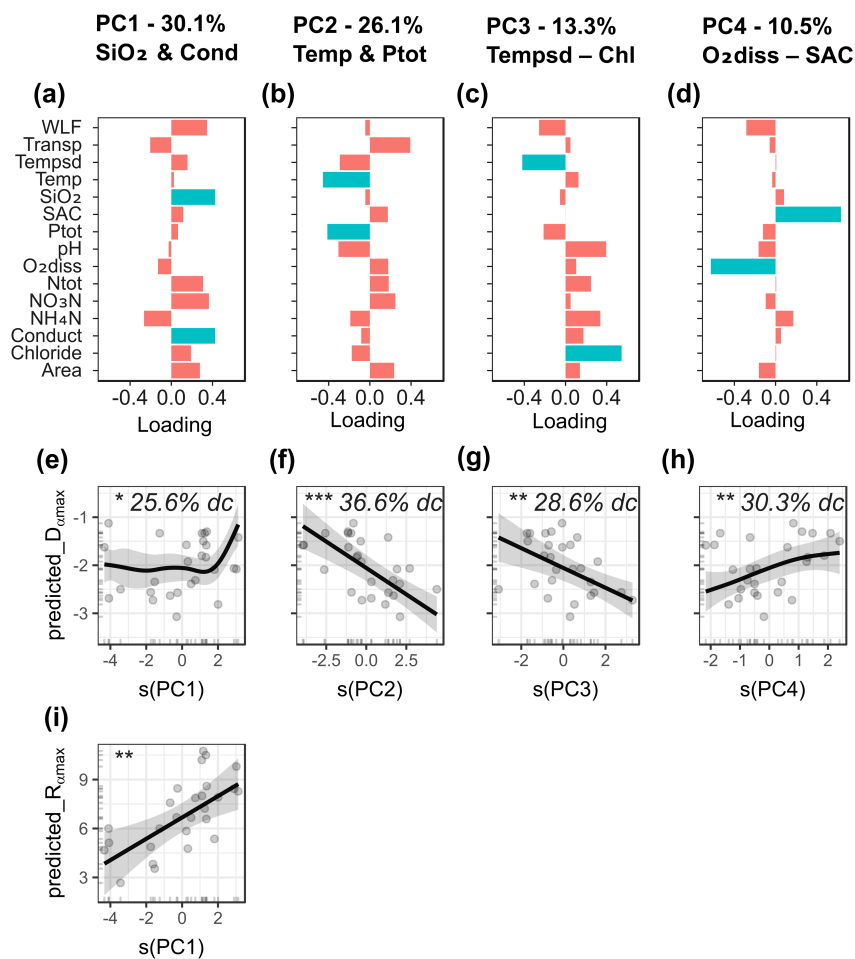 PC1 - 30.1% PC2 - 26.1% PC3 - 13.3% PC4 - 10.5%
SiO₂ & Cond Temp & Ptot Tempsd – Chl O₂diss – SAC
(a) (b) (c) (d)
WLF
Transp
Tempsd
Temp
SiO₂
SAC
Ptot
pH
O₂diss
Ntot
NO₃N
NH₄N
Conduct
Chloride
Area
-0.4 0.0 0.4 -0.4 0.0 0.4 -0.4 0.0 0.4 -0.4 0.0 0.4
Loading Loading Loading Loading
(e) (f) (g) (h)
* 25.6% dc *** 36.6% dc ** 28.6% dc ** 30.3% dc
predicted_Dαmax
-1
-2
-3
-4 -2 0 2 -2.5 0.0 2.5 -2 0 2 -2 -1 0 1 2
s(PC1) s(PC2) s(PC3) s(PC4)
(i)
**
predicted_Rαmax
9
6
3
-4 -2 0 2
s(PC1)